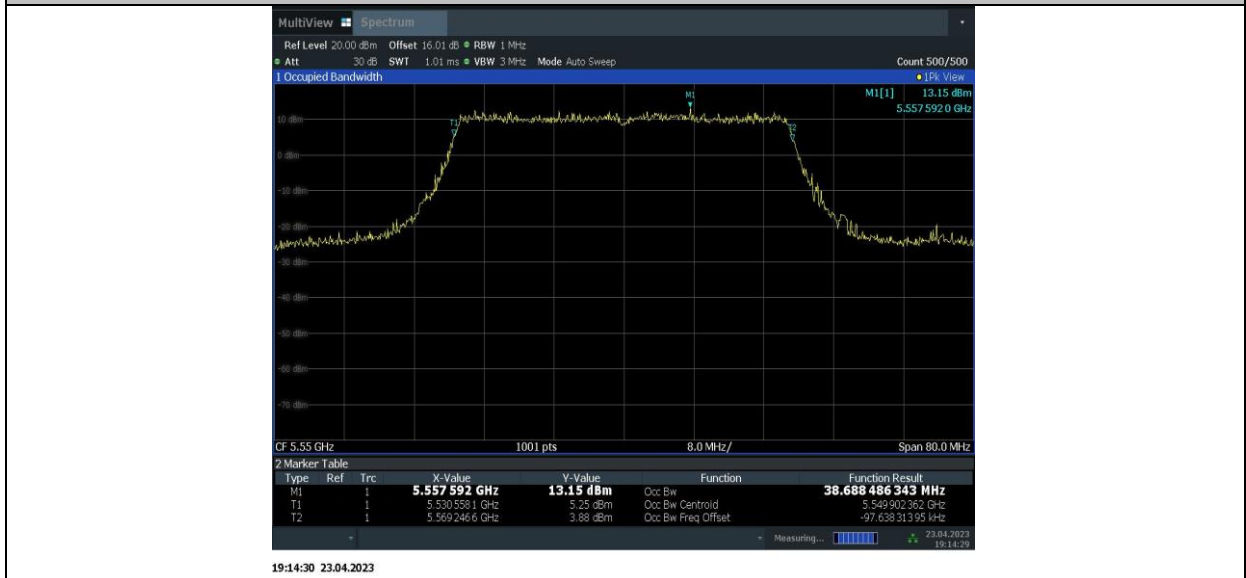 MultiView Spectrum
Ref Level 20.00 dBm Offset 16.01 dB RBW 1 MHz
Att 30 dB SWT 1.01 ms VBW 3 MHz Mode Auto Sweep Count 500/500
1 Occupied Bandwidth 1Pk View
M1[1] 13.15 dBm
5.557 592 0 GHz
M1
10 dBm
T1
T2
0 dBm
-10 dBm
-20 dBm
-30 dBm
-40 dBm
-50 dBm
-60 dBm
-70 dBm
CF 5.55 GHz 1001 pts 8.0 MHz/ Span 80.0 MHz
2 Marker Table
Type Ref Trc X-Value Y-Value Function Function Result
M1 1 5.557 592 GHz 13.15 dBm Occ Bw 38.688 486 343 MHz
T1 1 5.530 558 1 GHz 5.25 dBm Occ Bw Centroid 5.549 902 362 GHz
T2 1 5.569 246 6 GHz 3.88 dBm Occ Bw Freq Offset -97.638 313 95 kHz
Measuring... 23.04.2023
19:14:29
19:14:30 23.04.2023